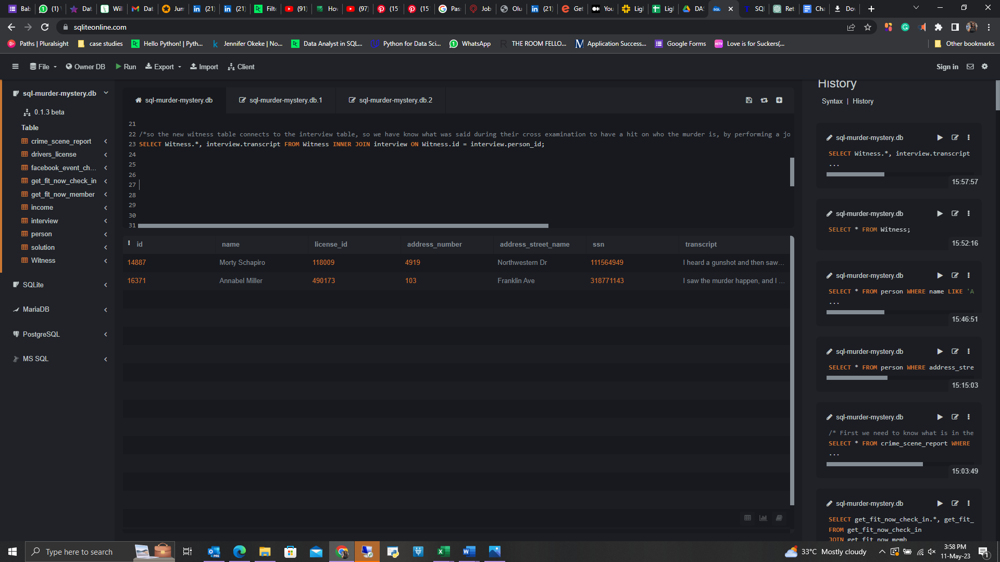 Bab (1) Dat Will Dat Jum (21) (21) Filt (91) How (97) (15 (15 Pas Job Olu (21) Get You Lig Lig DAS SQ Ret Cha Dov
sqliteonline.com
Paths | Pluralsight case studies Hello Python! | Pyth... Jennifer Okeke | No... Data Analyst in SQL... Python for Data Sci... WhatsApp THE ROOM FELLO... Application Success... Google Forms Love is for Suckers(... Other bookmarks
File Owner DB Run Export Import Client Sign in
sql-murder-mystery.db
0.1.3 beta
Table
crime_scene_report
drivers_license
facebook_event_ch...
get_fit_now_check_in
get_fit_now_member
income
interview
person
solution
Witness
SQLite
MariaDB
PostgreSQL
MS SQL
sql-murder-mystery.db sql-murder-mystery.db.1 sql-murder-mystery.db.2
21
22 /*so the new witness table connects to the interview table, so we have know what was said during their cross examination to have a hit on who the murder is, by performing a jo
23 SELECT Witness.*, interview.transcript FROM Witness INNER JOIN interview ON Witness.id = interview.person_id;
24
25
26
27
28
29
30
31
id name license_id address_number address_street_name ssn transcript
14887 Morty Schapiro 118009 4919 Northwestern Dr 111564949 I heard a gunshot and then saw...
16371 Annabel Miller 490173 103 Franklin Ave 318771143 I saw the murder happen, and I ...
History
Syntax | History
sql-murder-mystery.db
SELECT Witness.*, interview.transcript
...
15:57:57
sql-murder-mystery.db
SELECT * FROM Witness;
15:52:16
sql-murder-mystery.db
SELECT * FROM person WHERE name LIKE 'A
...
15:46:51
sql-murder-mystery.db
SELECT * FROM person WHERE address_stre
15:15:03
sql-murder-mystery.db
/* First we need to know what is in the
SELECT * FROM crime_scene_report WHERE
...
15:03:49
sql-murder-mystery.db
SELECT get_fit_now_check_in.*, get_fit_
FROM get_fit_now_check_in
JOIN get_fit_now_memb
Type here to search
33°C Mostly cloudy
3:58 PM
11-May-23
1